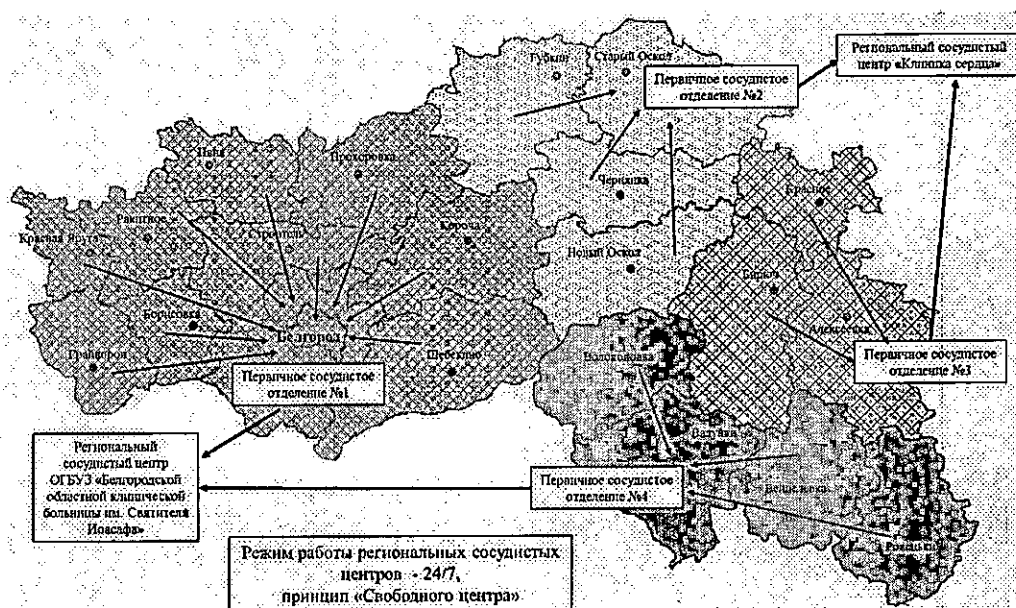 Губкин
Старый Оскол
Региональный сосудистый
центр «Клиника сердца»
Первичное сосудистое
отделение №2
Прохоровка
Чернянка
Красное
Ракитное
Красная Яруга
Строитель
Короча
Новый Оскол
Бирюч
Борисовка
Белгород
Алексеевка
Грайворон
Шебекино
Волоконовка
Первичное сосудистое
отделение №3
Первичное сосудистое
отделение №1
Региональный
сосудистый центр
ОГБУЗ «Белгородской
областной клинической
больницы им. Святителя
Иоасафа»
Валуйки
Первичное сосудистое
отделение №4
Вейделевка
Ровеньки
Режим работы региональных сосудистых
центров - 24/7,
принцип «Свободного центра»